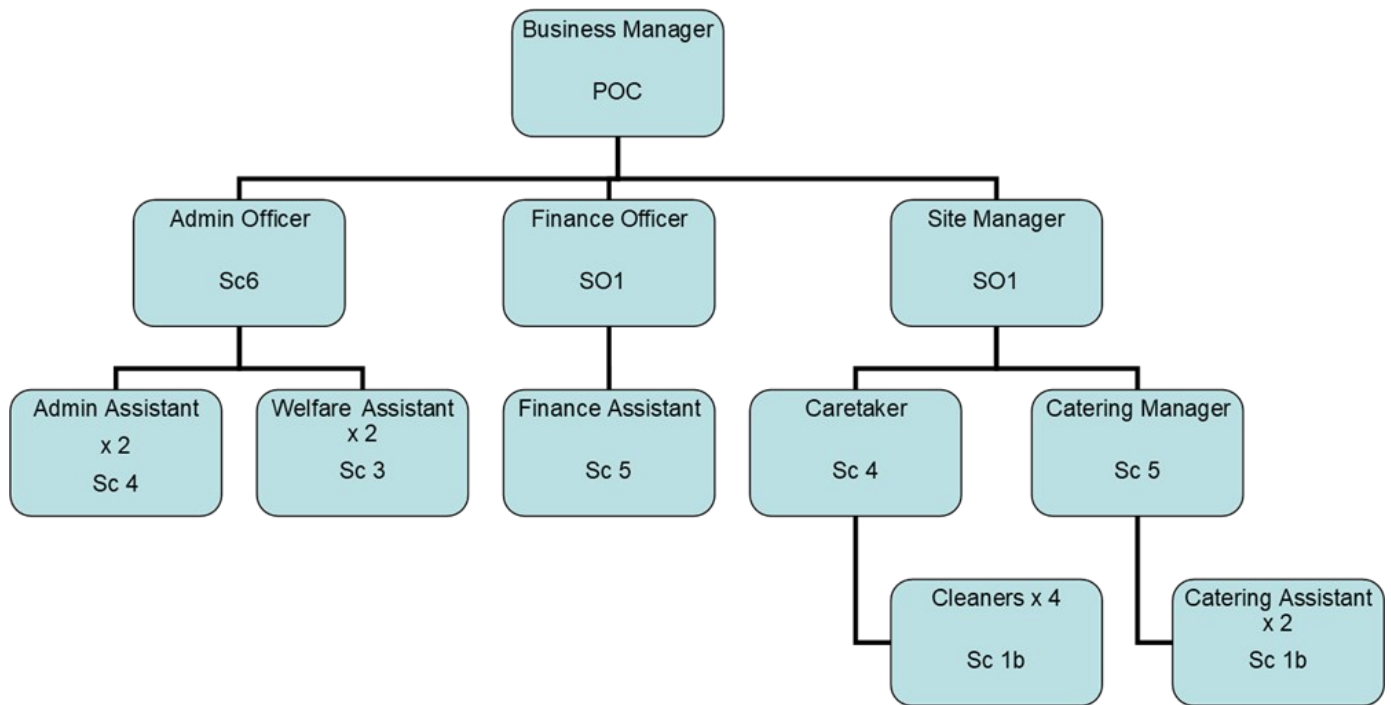 Business Manager
POC
Admin Officer
Sc6
Finance Officer
SO1
Site Manager
SO1
Admin Assistant
x 2
Sc 4
Welfare Assistant
x 2
Sc 3
Finance Assistant
Sc 5
Caretaker
Sc 4
Catering Manager
Sc 5
Cleaners x 4
Sc 1b
Catering Assistant
x 2
Sc 1b